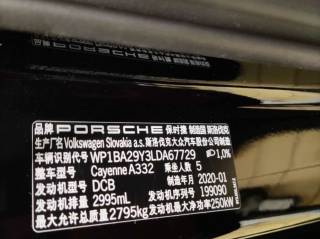 品牌 PORSCHE 保时捷 制造国 斯洛伐克
生产厂名 Volkswagen Slovakia a.s. 斯洛伐克大众汽车股份公司制造
车辆识别代号 WP1BA29Y3LDA67729 1,0%
整车型号 Cayenne A332 乘坐人数 5
发动机型号 DCB 制造年月 2020-01
发动机排量 2995mL 发动机序列号 199090
最大允许总质量 2795kg 发动机最大净功率 250kW